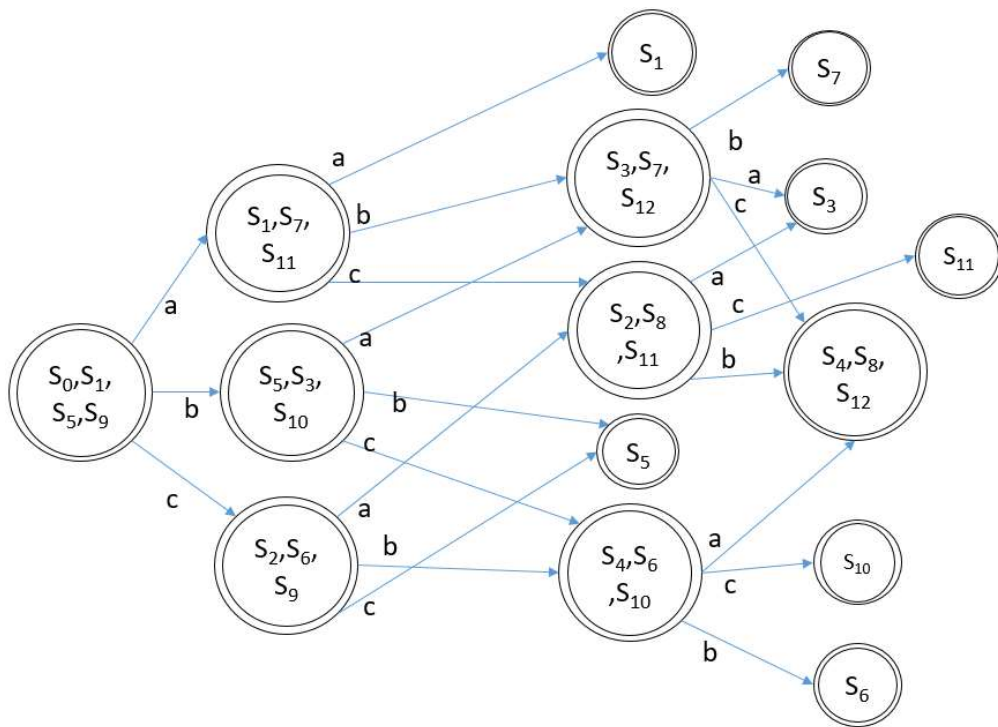 S₁
S₇
a
b
S₃,S₇,
S₁₂
a
S₃
c
S₁,S₇,
S₁₁
b
c
S₁₁
a
S₂,S₈
,S₁₁
a
c
b
S₄,S₈,
S₁₂
S₀,S₁,
S₅,S₉
b
S₅,S₃,
S₁₀
a
b
c
S₅
c
S₂,S₆,
S₉
a
b
c
S₄,S₆
,S₁₀
a
c
b
S₁₀
S₆